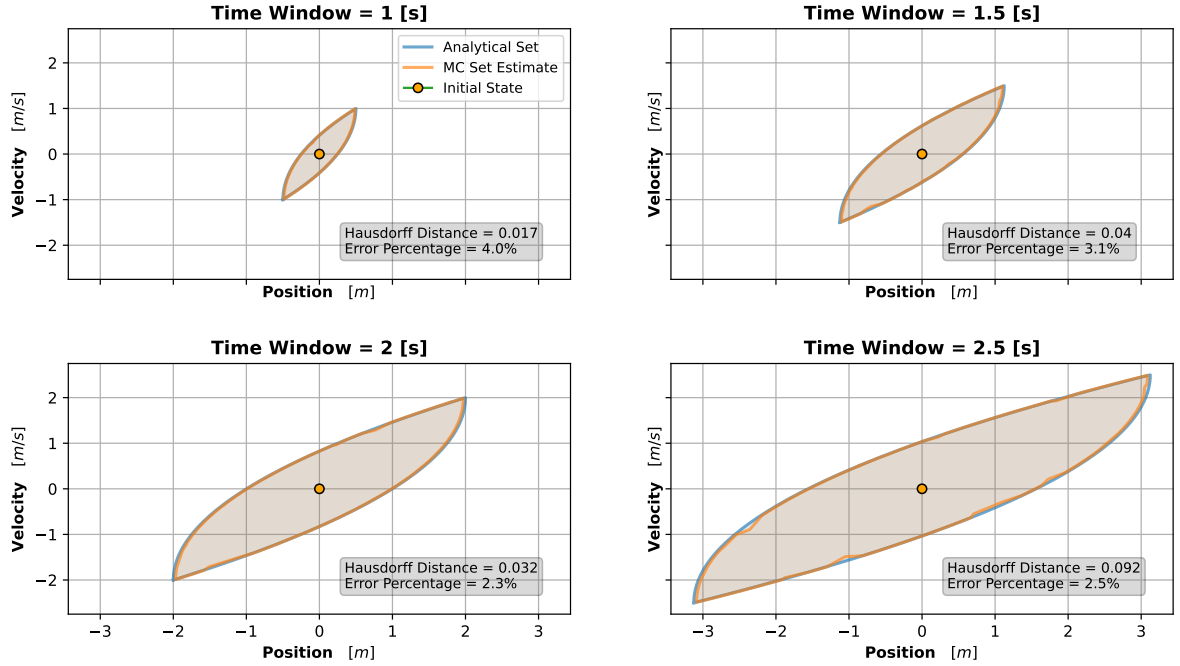 Time Window = 1 [s]
Velocity [m/s]
2
1
0
−1
−2
Analytical Set
MC Set Estimate
Initial State
Hausdorff Distance = 0.017
Error Percentage = 4.0%
Position [m]
Time Window = 1.5 [s]
Velocity [m/s]
Hausdorff Distance = 0.04
Error Percentage = 3.1%
Position [m]
Time Window = 2 [s]
Velocity [m/s]
2
1
0
−1
−2
Hausdorff Distance = 0.032
Error Percentage = 2.3%
−3 −2 −1 0 1 2 3
Position [m]
Time Window = 2.5 [s]
Velocity [m/s]
Hausdorff Distance = 0.092
Error Percentage = 2.5%
−3 −2 −1 0 1 2 3
Position [m]